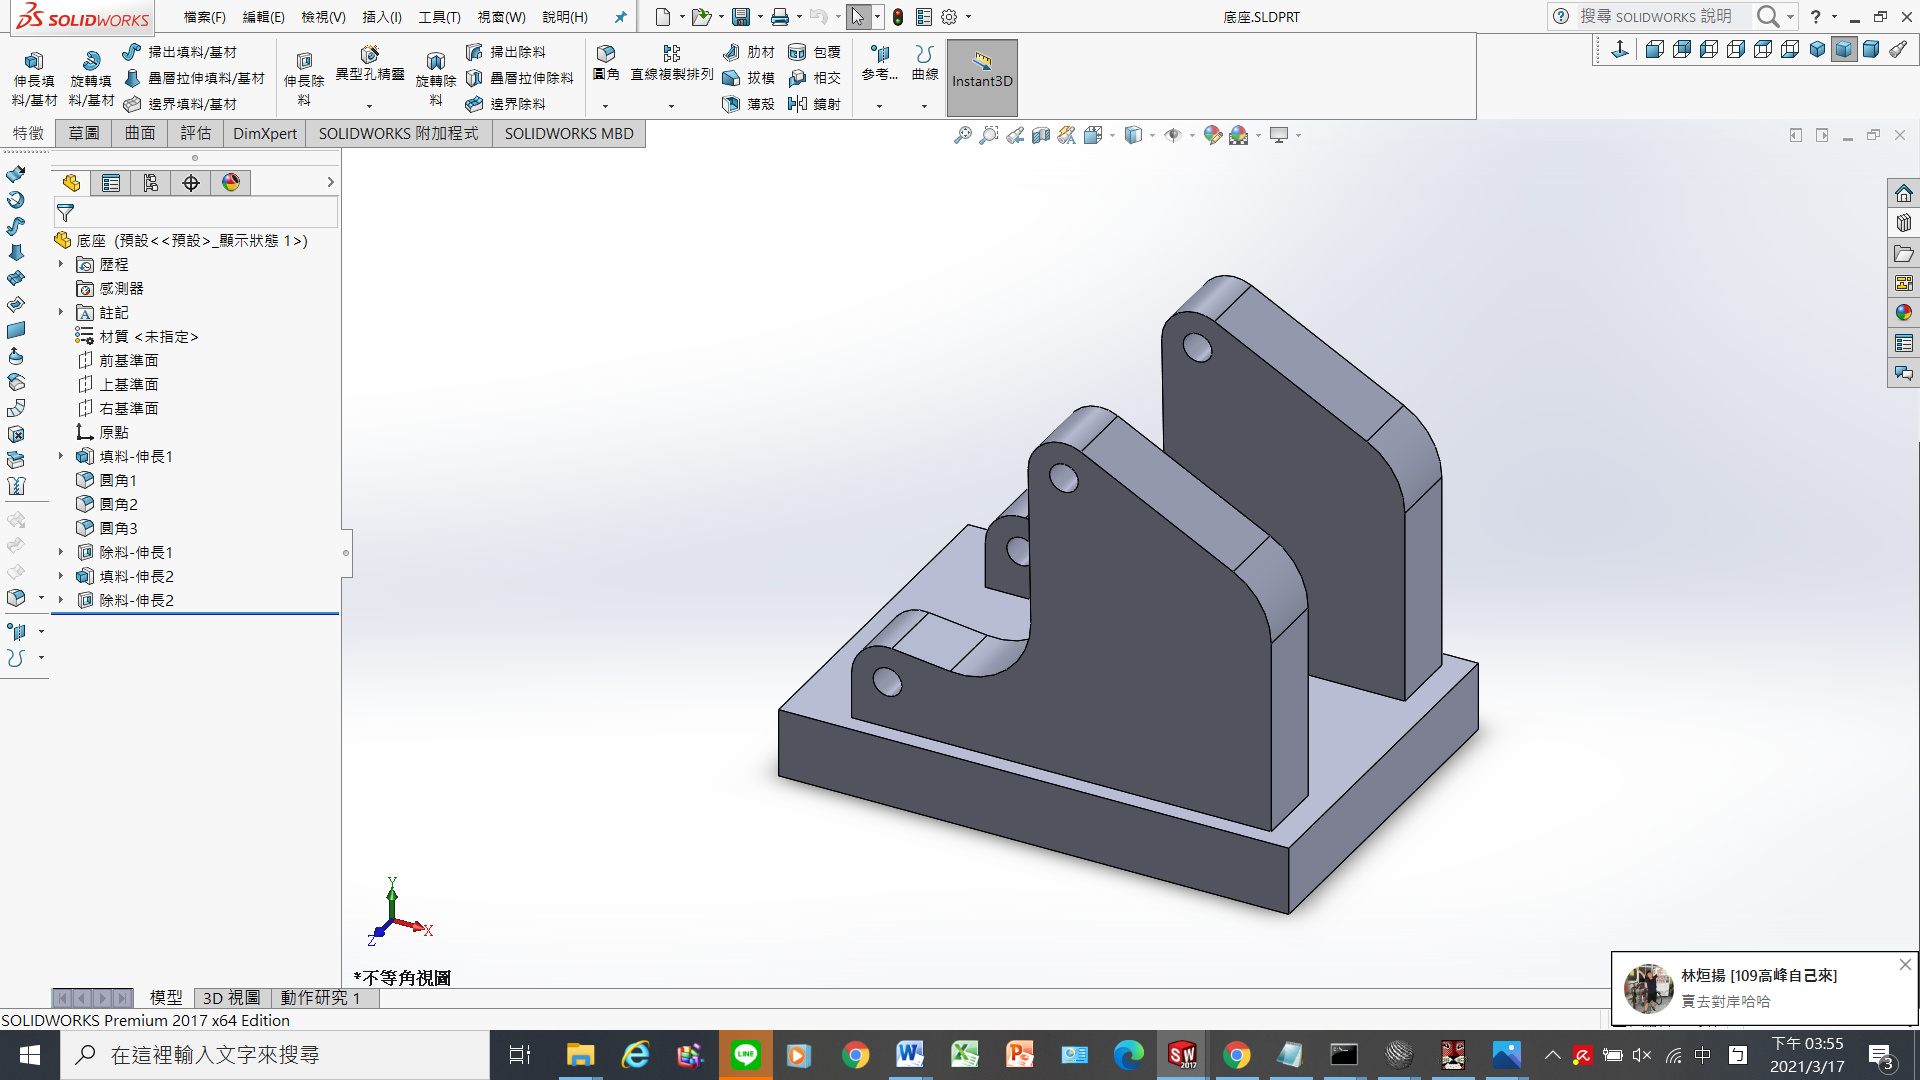 SOLIDWORKS 檔案(F) 編輯(E) 檢視(V) 插入(I) 工具(T) 視窗(W) 說明(H) 底座.SLDPRT 搜尋 SOLIDWORKS 說明
伸長填料/基材
旋轉填料/基材
掃出填料/基材
疊層拉伸填料/基材
邊界填料/基材
伸長除料
異型孔精靈
旋轉除料
掃出除料
疊層拉伸除料
邊界除料
圓角
直線複製排列
肋材
拔模
薄殼
包覆
相交
鏡射
參考...
曲線
Instant3D
特徵 草圖 曲面 評估 DimXpert SOLIDWORKS 附加程式 SOLIDWORKS MBD
底座 (預設<<預設>_顯示狀態 1>)
歷程
感測器
註記
材質 <未指定>
前基準面
上基準面
右基準面
原點
填料-伸長1
圓角1
圓角2
圓角3
除料-伸長1
填料-伸長2
除料-伸長2
Y
X
Z
*不等角視圖
模型 3D 視圖 動作研究 1
SOLIDWORKS Premium 2017 x64 Edition
林烜揚 [109高峰自己來]
賣去對岸哈哈
在這裡輸入文字來搜尋
LINE
SW
2017
中
下午 03:55
2021/3/17
3